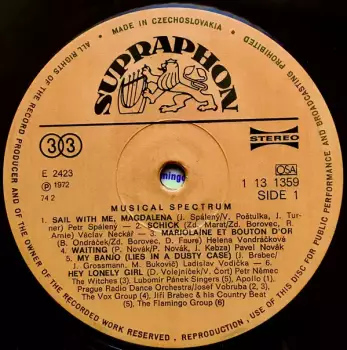 ALL RIGHTS OF THE RECORD PRODUCER AND OF THE OWNER OF THE RECORDED WORK RESERVED . REPRODUCTION , USE OF THIS DISC FOR PUBLIC PERFORMANCE AND BROADCASTING PROHIBITED
MADE IN CZECHOSLOVAKIA
SUPRAPHON
33
STEREO
E 2423
Ⓟ 1972
74 2
mingo
OSA
1 13 1359
SIDE 1
MUSICAL SPECTRUM
1. SAIL WITH ME, MAGDALENA (J. Spálený/V. Poštulka, J. Tur-
ner) Petr Spálený - 2. SCHICK (Zd. Marat/Zd. Borovec, R.
Arnie) Václav Neckář - 3. MARJOLAINE ET BOUTON D'OR
(B. Ondráček/Zd. Borovec, D. Faure) Helena Vondráčková
4. WAITING (P. Novák/P. Novák, J. Kebza) Pavel Novák
5. MY BANJO (LIES IN A DUSTY CASE) (J. Brabec/
J. Grossmann, M. Bukovič) Ladislav Vodička - 6.
HEY LONELY GIRL (D. Volejníček/V. Čort) Petr Němec
The Witches (3), Lubomír Pánek Singers (5), Apollo (1),
Prague Radio Dance Orchestra/Josef Vobruba (2, 3)
The Vox Group (4), Jiří Brabec & his Country Beat
(5), The Flamingo Group (6)